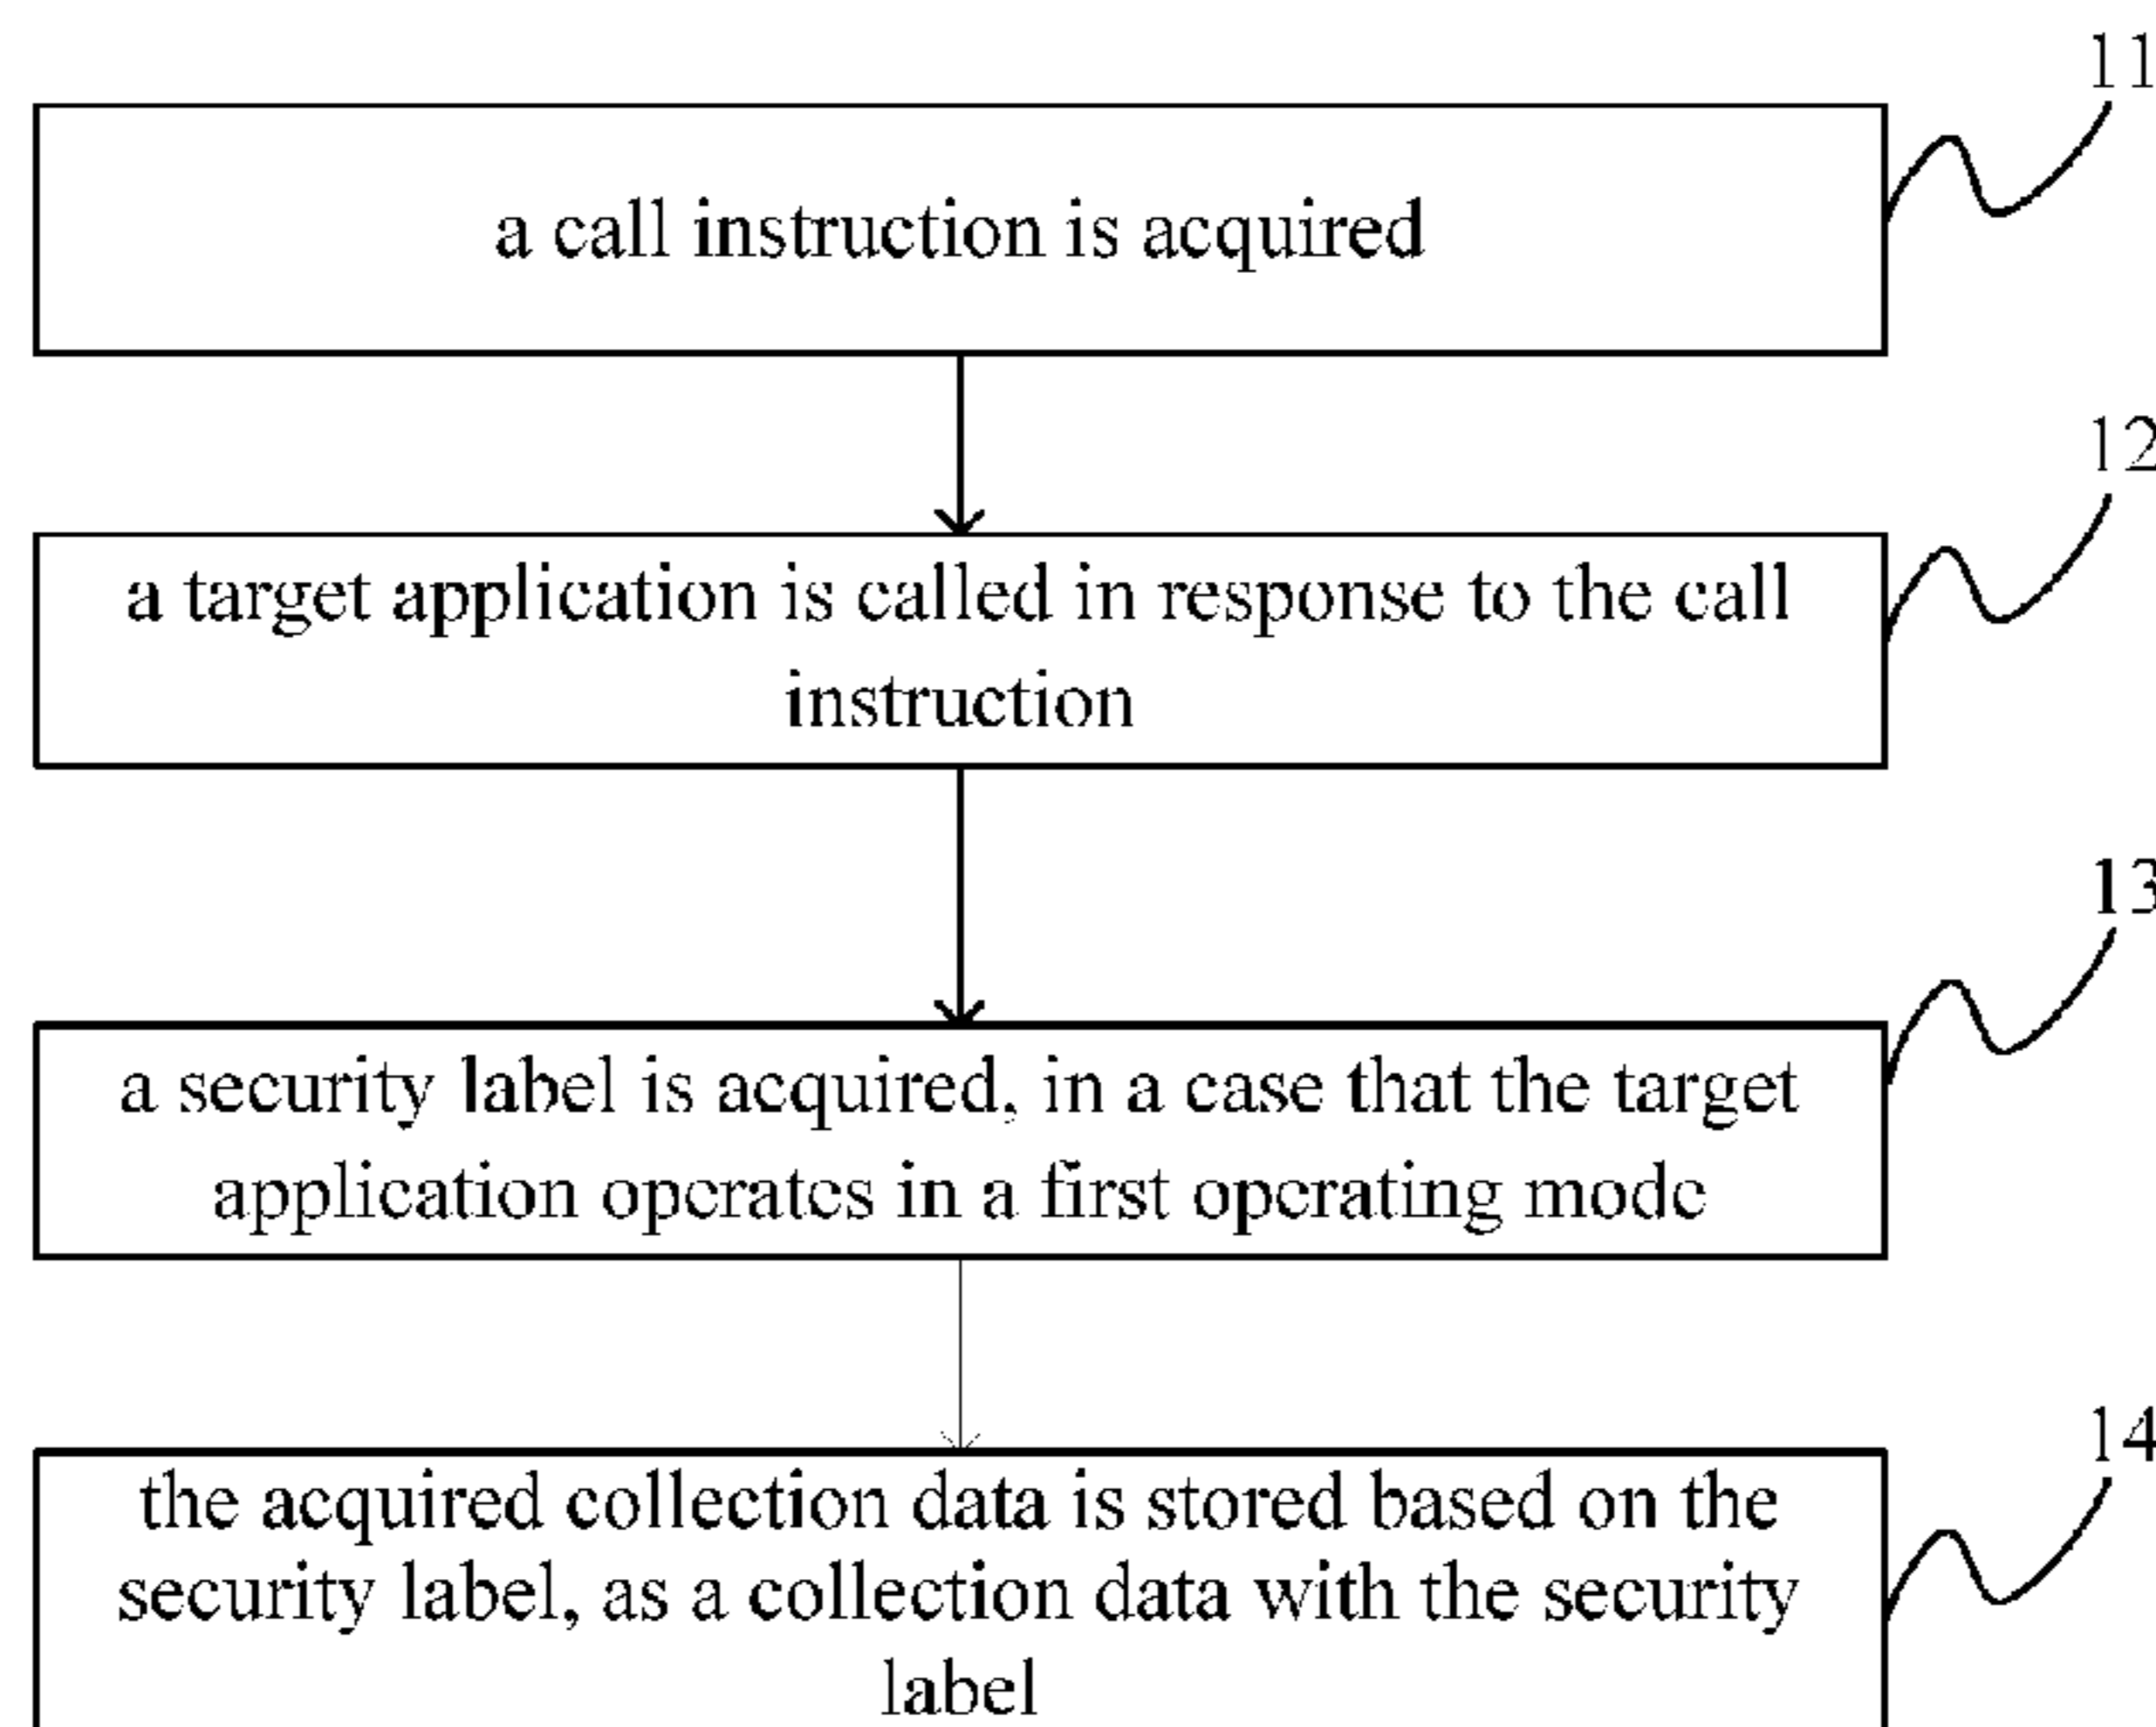 11
a call instruction is acquired
12
a target application is called in response to the call
instruction
13
a security label is acquired, in a case that the target
application operates in a first operating mode
14
the acquired collection data is stored based on the
security label, as a collection data with the security
label